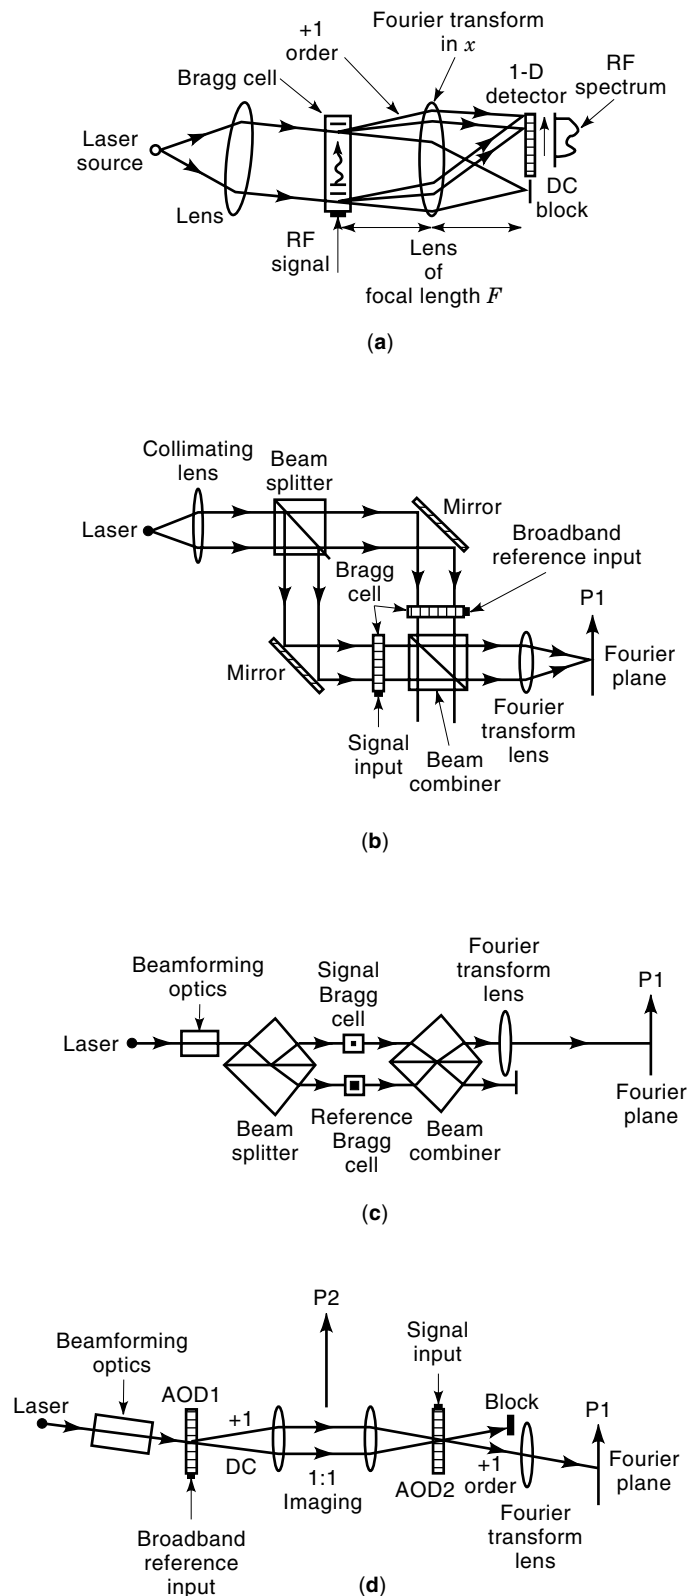 Fourier transform
in x
+1
order
Bragg cell
1-D
detector
RF
spectrum
Laser
source
Lens
DC
block
RF
signal
Lens
of
focal length F
(a)
Collimating
lens
Beam
splitter
Mirror
Laser
Broadband
reference input
Bragg
cell
P1
Mirror
Fourier
plane
Signal
input
Beam
combiner
Fourier
transform
lens
(b)
Beamforming
optics
Signal
Bragg
cell
Fourier
transform
lens
P1
Laser
Beam
splitter
Reference
Bragg
cell
Beam
combiner
Fourier
plane
(c)
P2
Beamforming
optics
Signal
input
Laser
AOD1
+1
DC
1:1
Imaging
AOD2
Block
+1
order
P1
Fourier
plane
Broadband
reference
input
Fourier
transform
lens
(d)